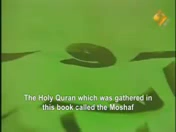 The Holy Quran which was gathered in
this book called the Moshaf